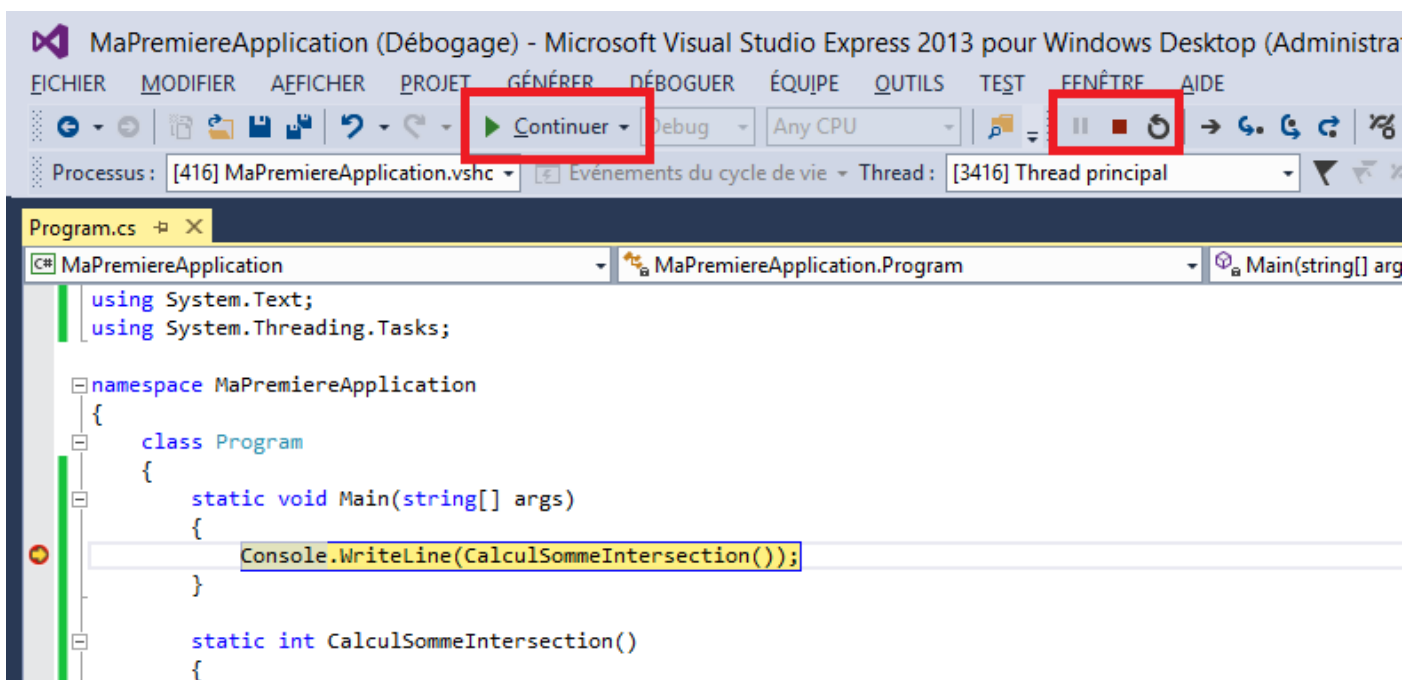 MaPremiereApplication (Débogage) - Microsoft Visual Studio Express 2013 pour Windows Desktop (Administra
FICHIER MODIFIER AFFICHER PROJET GÉNÉRER DÉBOGUER ÉQUIPE OUTILS TEST FENÊTRE AIDE
Continuer Debug Any CPU
Processus : [416] MaPremiereApplication.vshc Événements du cycle de vie Thread : [3416] Thread principal
Program.cs
C# MaPremiereApplication MaPremiereApplication.Program Main(string[] arg
using System.Text;
using System.Threading.Tasks;
namespace MaPremiereApplication
{
class Program
{
static void Main(string[] args)
{
Console.WriteLine(CalculSommeIntersection());
}
static int CalculSommeIntersection()
{